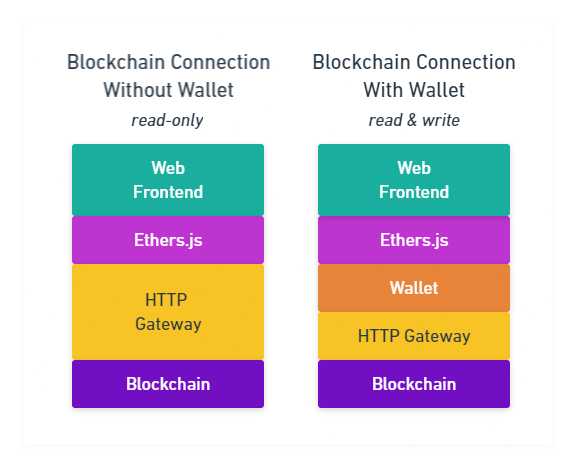 Blockchain Connection
Without Wallet
read-only
Web
Frontend
Ethers.js
HTTP
Gateway
Blockchain
Blockchain Connection
With Wallet
read & write
Web
Frontend
Ethers.js
Wallet
HTTP Gateway
Blockchain